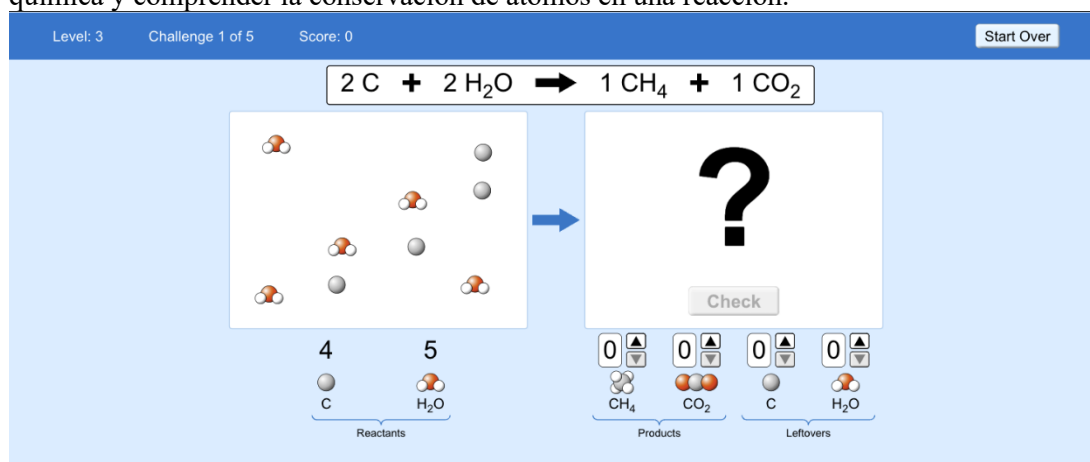 química y comprender la conservación de átomos en una reacción.
Level: 3 Challenge 1 of 5 Score: 0 Start Over
2 C + 2 H₂O → 1 CH₄ + 1 CO₂
?
Check
4 5 0 0 0 0
C H₂O CH₄ CO₂ C H₂O
Reactants Products Leftovers